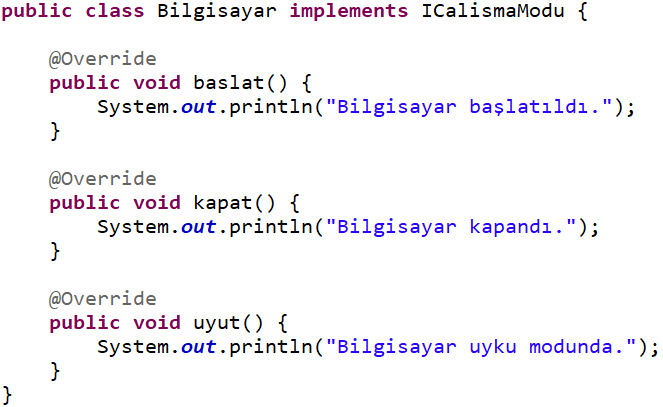 public class Bilgisayar implements ICalismaModu {
@Override
public void baslat() {
System.out.println("Bilgisayar başlatıldı.");
}
@Override
public void kapat() {
System.out.println("Bilgisayar kapandı.");
}
@Override
public void uyut() {
System.out.println("Bilgisayar uyku modunda.");
}
}